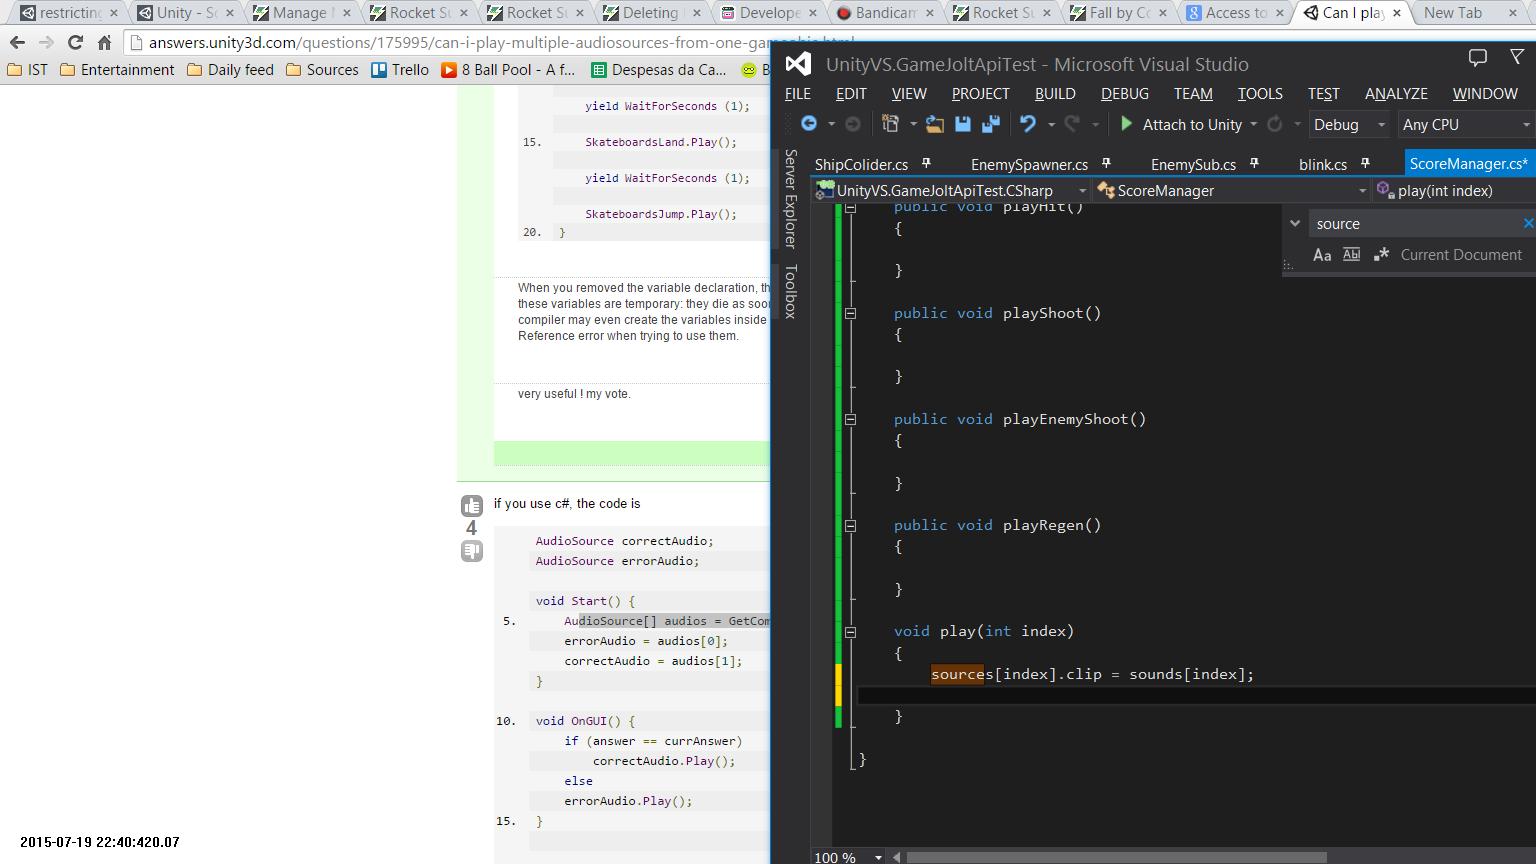 restricting
Unity - Sc
Manage M
Rocket Su
Rocket Su
Deleting
Develope
Bandicam
Rocket Su
Fall by Co
Access to
Can I play
New Tab
answers.unity3d.com/questions/175995/can-i-play-multiple-audiosources-from-one-gameobjc.html
IST
Entertainment
Daily feed
Sources
Trello
8 Ball Pool - A f...
Despesas da Ca...
B
yield WaitForSeconds (1);
15. SkateboardsLand.Play();
yield WaitForSeconds (1);
SkateboardsJump.Play();
20. }
When you removed the variable declaration, th
these variables are temporary: they die as soo
compiler may even create the variables inside
Reference error when trying to use them.
very useful ! my vote.
if you use c#, the code is
4
AudioSource correctAudio;
AudioSource errorAudio;
void Start() {
5. AudioSource[] audios = GetCom
errorAudio = audios[0];
correctAudio = audios[1];
}
10. void OnGUI() {
if (answer == currAnswer)
correctAudio.Play();
else
errorAudio.Play();
15. }
2015-07-19 22:40:420.07
UnityVS.GameJoltApiTest - Microsoft Visual Studio
FILE EDIT VIEW PROJECT BUILD DEBUG TEAM TOOLS TEST ANALYZE WINDOW
Attach to Unity Debug Any CPU
Server Explorer
Toolbox
ShipColider.cs EnemySpawner.cs EnemySub.cs blink.cs ScoreManager.cs*
UnityVS.GameJoltApiTest.CSharp ScoreManager play(int index)
source
Aa Abl .* Current Document
public void playHit()
{
}
public void playShoot()
{
}
public void playEnemyShoot()
{
}
public void playRegen()
{
}
void play(int index)
{
sources[index].clip = sounds[index];
}
}
100 %